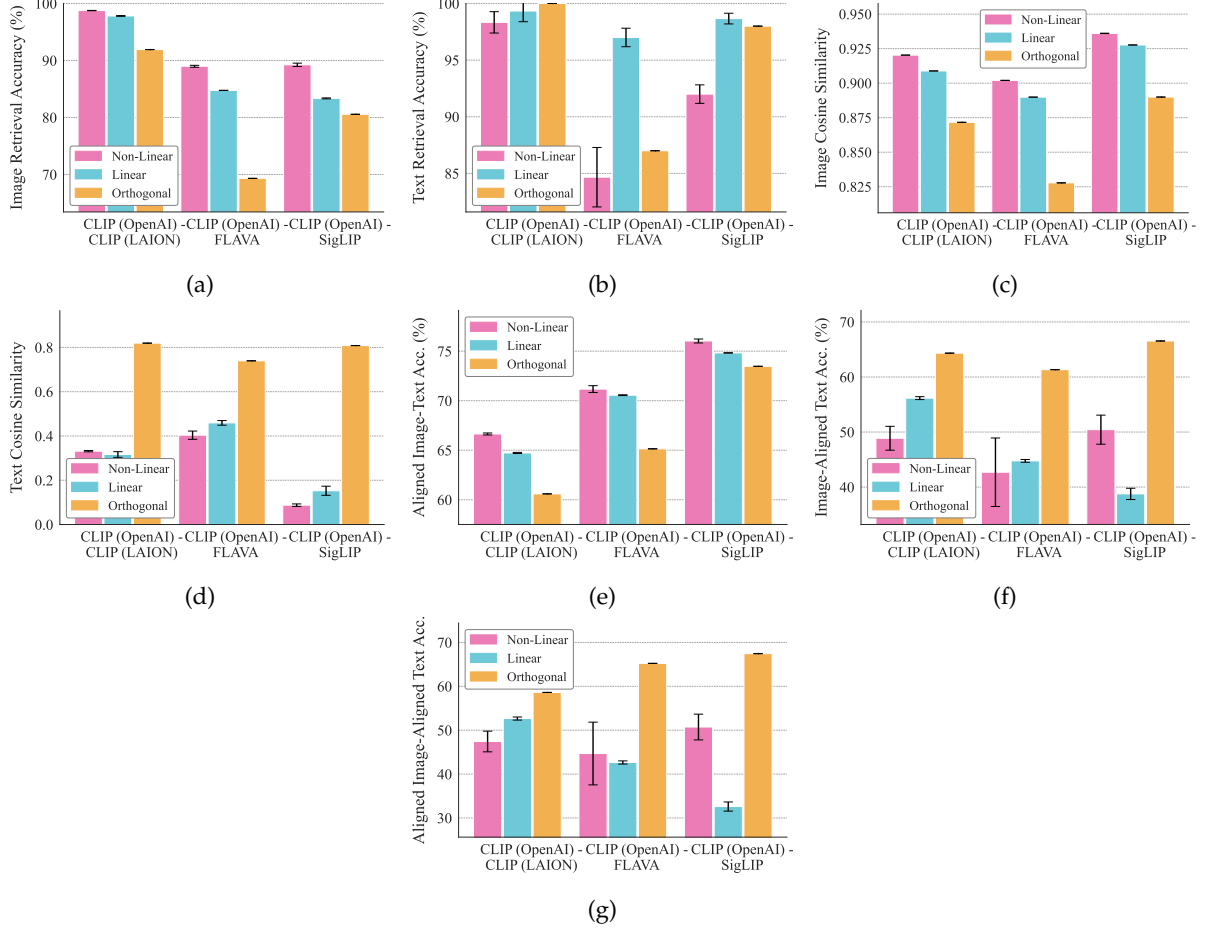 Image Retrieval Accuracy (%)
100
90
80
70
Non-Linear
Linear
Orthogonal
CLIP (OpenAI) - CLIP (OpenAI) - CLIP (OpenAI) -
CLIP (LAION) FLAVA SigLIP
(a)
Text Retrieval Accuracy (%)
100
95
90
85
Non-Linear
Linear
Orthogonal
CLIP (OpenAI) - CLIP (OpenAI) - CLIP (OpenAI) -
CLIP (LAION) FLAVA SigLIP
(b)
Image Cosine Similarity
0.950
0.925
0.900
0.875
0.850
0.825
Non-Linear
Linear
Orthogonal
CLIP (OpenAI) - CLIP (OpenAI) - CLIP (OpenAI) -
CLIP (LAION) FLAVA SigLIP
(c)
Text Cosine Similarity
0.8
0.6
0.4
0.2
0.0
Non-Linear
Linear
Orthogonal
CLIP (OpenAI) - CLIP (OpenAI) - CLIP (OpenAI) -
CLIP (LAION) FLAVA SigLIP
(d)
Aligned Image-Text Acc. (%)
75
70
65
60
Non-Linear
Linear
Orthogonal
CLIP (OpenAI) - CLIP (OpenAI) - CLIP (OpenAI) -
CLIP (LAION) FLAVA SigLIP
(e)
Image-Aligned Text Acc. (%)
70
60
50
40
Non-Linear
Linear
Orthogonal
CLIP (OpenAI) - CLIP (OpenAI) - CLIP (OpenAI) -
CLIP (LAION) FLAVA SigLIP
(f)
Aligned Image-Aligned Text Acc.
70
60
50
40
30
Non-Linear
Linear
Orthogonal
CLIP (OpenAI) - CLIP (OpenAI) - CLIP (OpenAI) -
CLIP (LAION) FLAVA SigLIP
(g)